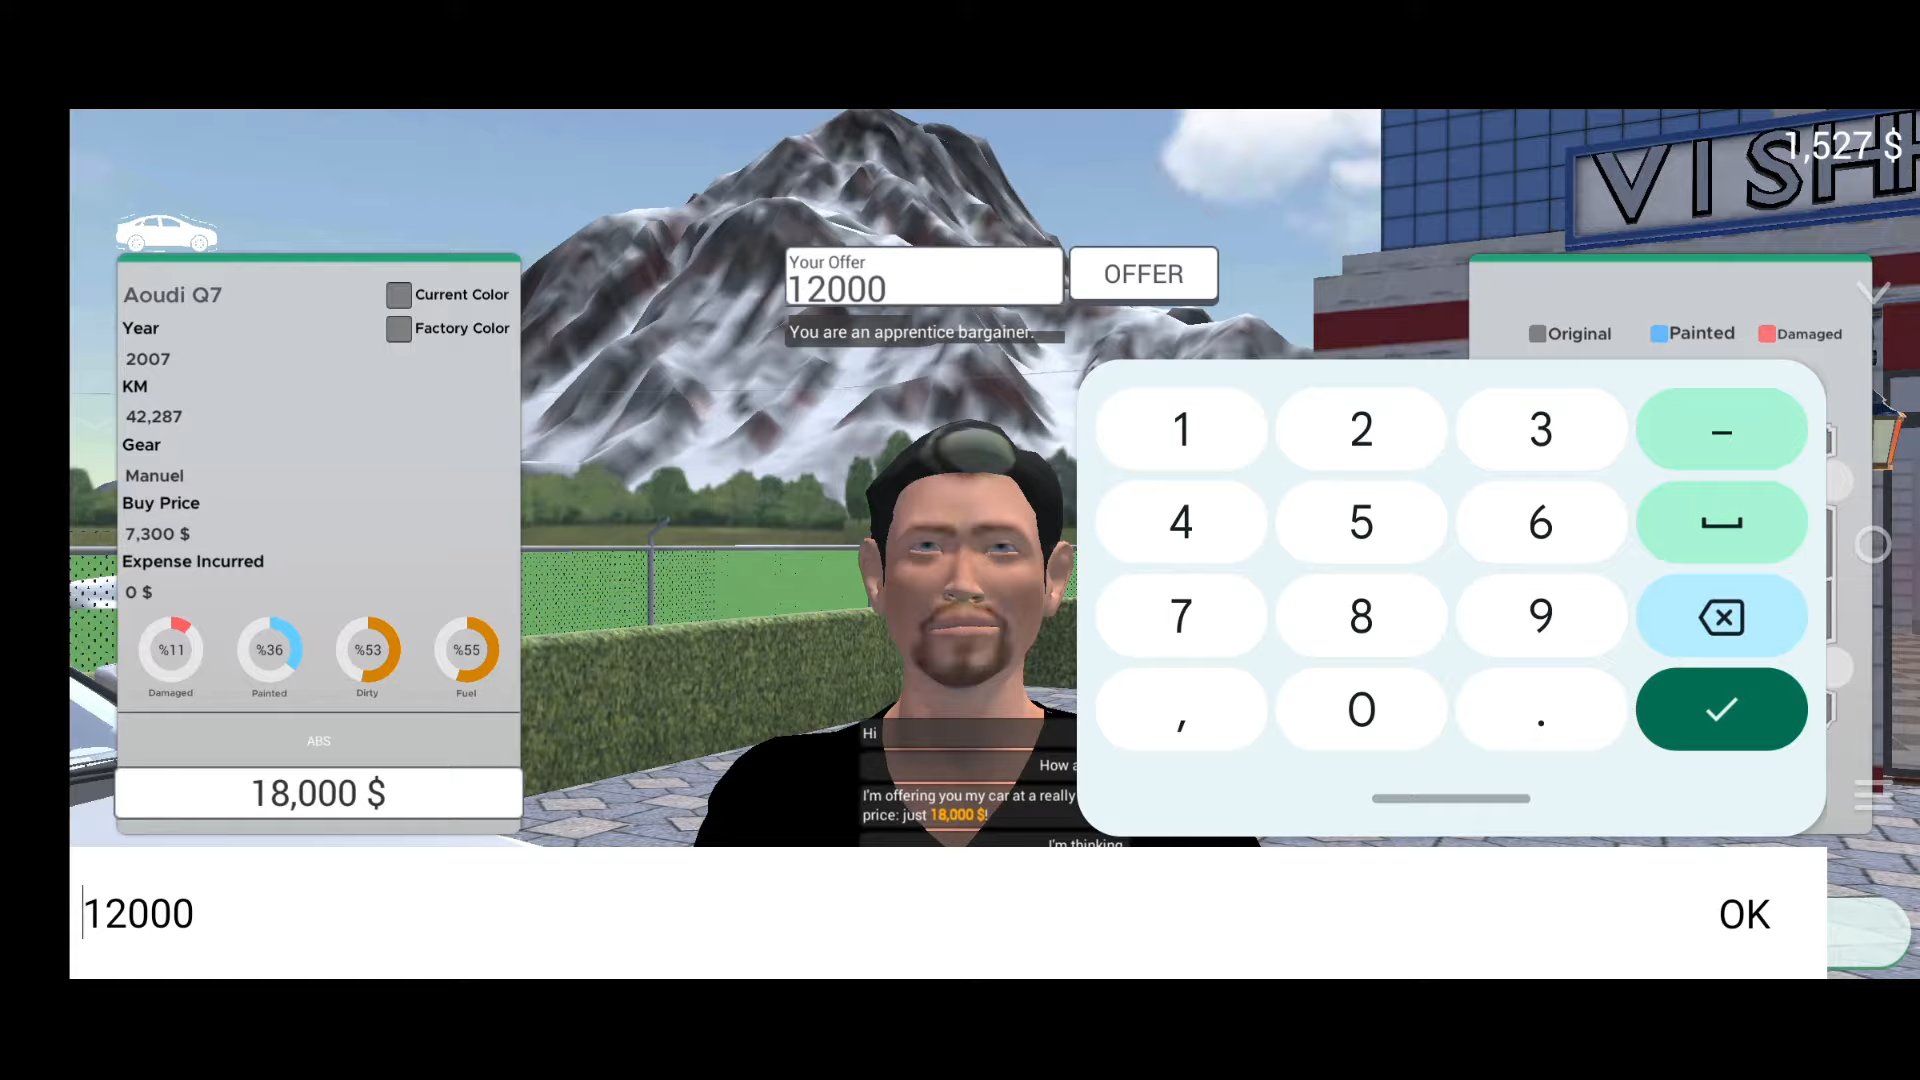 1,527 $
VISH
Your Offer
12000
OFFER
You are an apprentice bargainer.
Aoudi Q7
Current Color
Year
Factory Color
2007
KM
42,287
Gear
Manuel
Buy Price
7,300 $
Expense Incurred
0 $
%11
%36
%53
%55
Damaged
Painted
Dirty
Fuel
ABS
18,000 $
Original
Painted
Damaged
1
2
3
–
4
5
6
7
8
9
,
0
.
Hi
How a
I'm offering you my car at a really
price: just 18,000 $!
I'm thinking
12000
OK